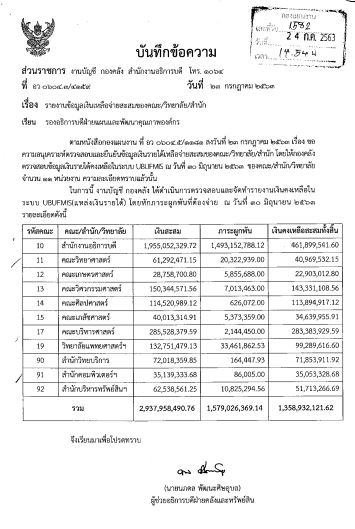 กองแผนงาน
เลขที่รับ 1582
วันที่ 24 ก.ค. 2563
เวลา
บันทึกข้อความ
ส่วนราชการ งานบัญชี กองคลัง สำนักงานอธิการบดี โทร. ๑๐๖๔
ที่ อว ๐๖๐๔.๓/ วันที่ ๒๓ กรกฎาคม ๒๕๖๓
เรื่อง รายงานข้อมูลเงินเหลือจ่ายสะสมของคณะ/วิทยาลัย/สำนัก
เรียน รองอธิการบดีฝ่ายแผนและพัฒนาคุณภาพองค์กร
ตามหนังสือกองแผนงาน ที่ อว ๐๖๐๔.๕/๑๑๘๑ ลงวันที่ ๒๓ กรกฎาคม ๒๕๖๓ เรื่อง ขอ
ความอนุเคราะห์ตรวจสอบและยืนยันข้อมูลเงินรายได้เหลือจ่ายสะสมของคณะ/วิทยาลัย/สำนัก โดยให้กองคลัง
ตรวจสอบข้อมูลเงินรายได้คงเหลือในระบบ UBUFMIS ณ วันที่ ๓๐ มิถุนายน ๒๕๖๓ ของคณะ/สำนัก/วิทยาลัย
จำนวน ๑๑ หน่วยงาน ความละเอียดทราบแล้วนั้น
ในการนี้ งานบัญชี กองคลัง ได้ดำเนินการตรวจสอบและจัดทำรายงานเงินคงเหลือใน
ระบบ UBUFMIS(แหล่งเงินรายได้) โดยหักภาระผูกพันที่ต้องจ่าย ณ วันที่ ๓๐ มิถุนายน ๒๕๖๓
รายละเอียดดังนี้
รหัสคณะ คณะ/สำนัก/วิทยาลัย เงินสะสม ภาระผูกพัน เงินคงเหลือสะสมทั้งสิ้น
10 สำนักงานอธิการบดี 1,955,052,329.72 1,493,152,788.12 461,899,541.60
11 คณะวิทยาศาสตร์ 61,292,471.15 20,322,939.00 40,969,532.15
12 คณะเกษตรศาสตร์ 28,758,700.80 5,855,688.00 22,903,012.80
13 คณะวิศวกรรมศาสตร์ 150,344,571.56 7,013,463.00 143,331,108.56
14 คณะศิลปศาสตร์ 114,520,989.12 626,072.00 113,894,917.12
15 คณะเภสัชศาสตร์ 40,013,314.91 5,373,359.00 34,639,955.91
17 คณะบริหารศาสตร์ 285,528,379.59 2,144,450.00 283,383,929.59
19 วิทยาลัยแพทยศาสตร์ฯ 132,751,479.13 33,461,862.53 99,289,616.60
90 สำนักวิทยบริการ 72,018,359.85 164,447.93 71,853,911.92
91 สำนักคอมพิวเตอร์ฯ 35,139,333.68 86,005.00 35,053,328.68
92 สำนักบริหารทรัพย์สินฯ 62,538,561.25 10,825,294.56 51,713,266.69
รวม 2,937,958,490.76 1,579,026,369.14 1,358,932,121.62
จึงเรียนมาเพื่อโปรดทราบ
(นายนภดล พัฒนะศิษอุบล)
ผู้ช่วยอธิการบดีฝ่ายคลังและทรัพย์สิน